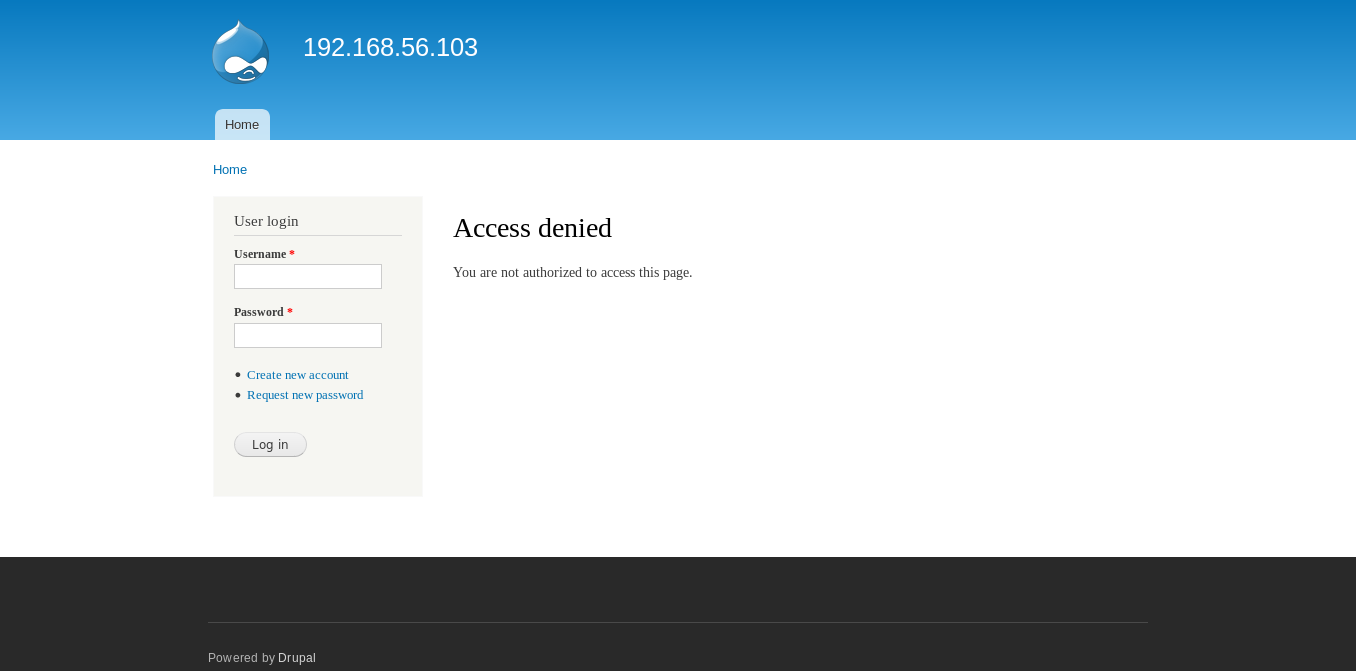 192.168.56.103
Home
Home
User login
Username *
Password *
Create new account
Request new password
Log in
Access denied
You are not authorized to access this page.
Powered by Drupal